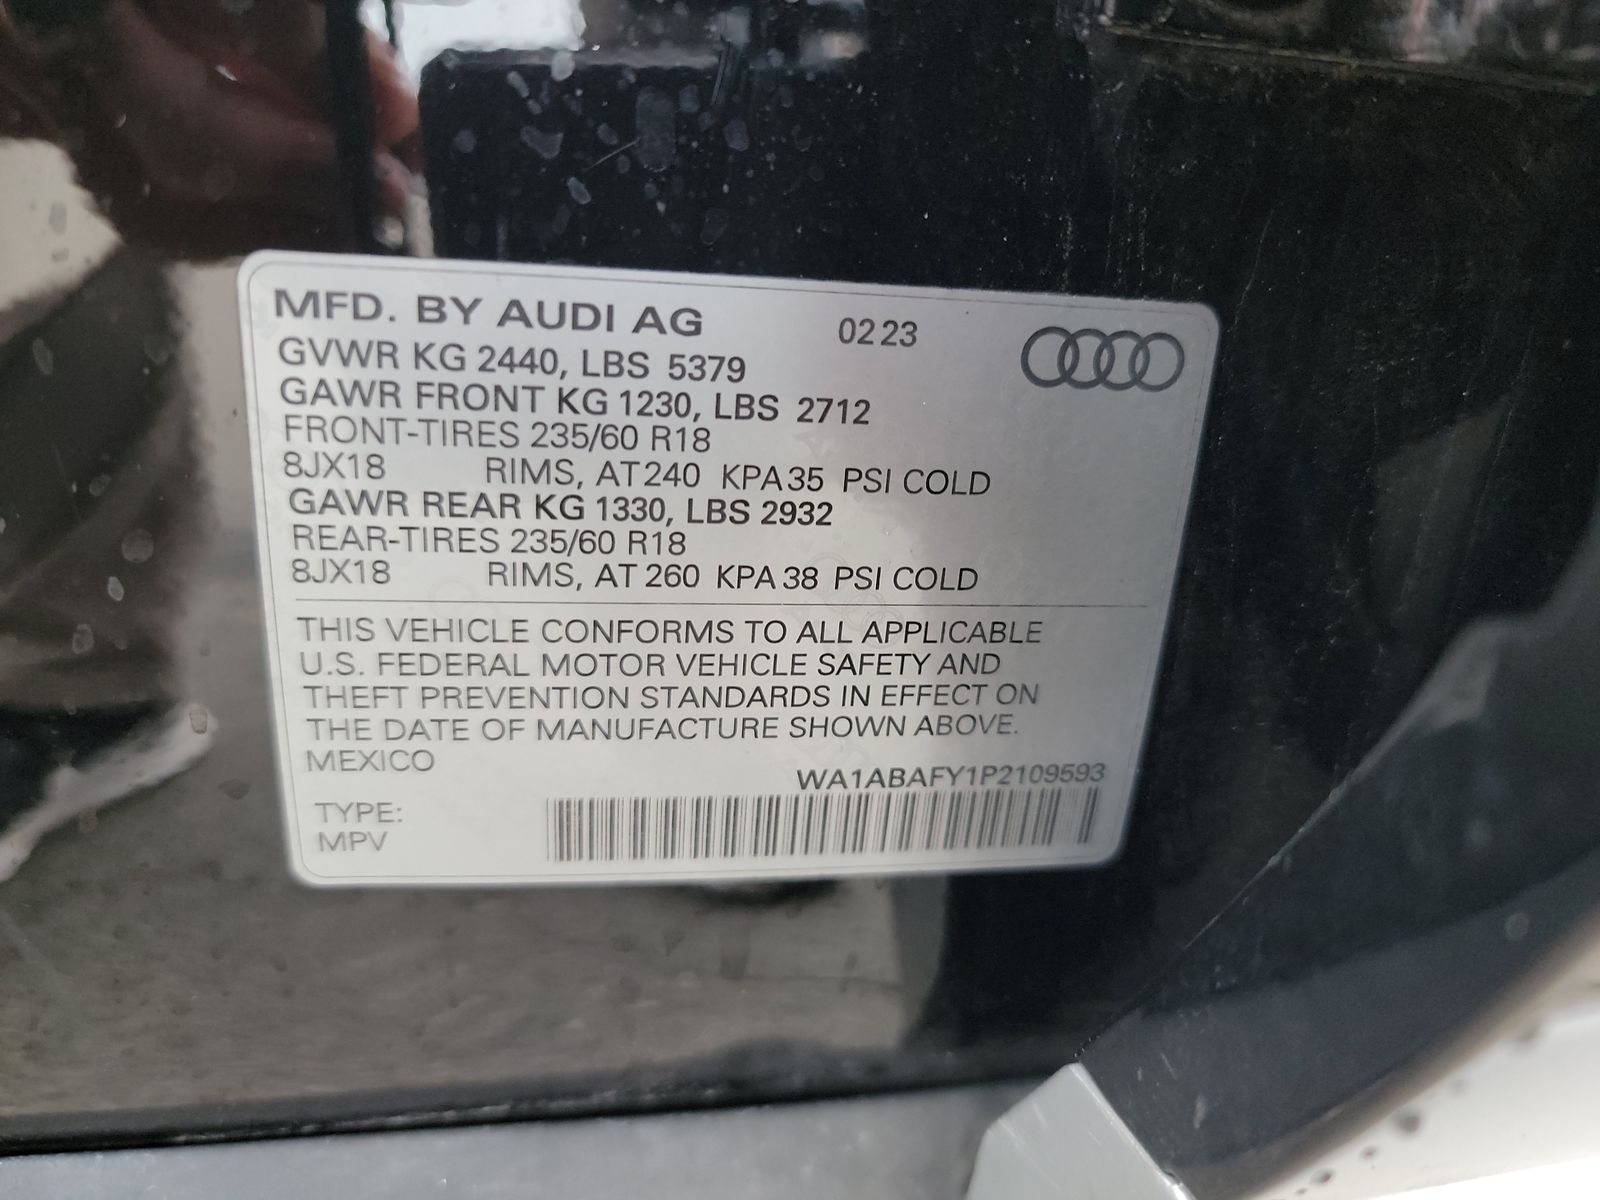 MFD. BY AUDI AG 02 23
GVWR KG 2440, LBS 5379
GAWR FRONT KG 1230, LBS 2712
FRONT-TIRES 235/60 R18
8JX18 RIMS, AT 240 KPA 35 PSI COLD
GAWR REAR KG 1330, LBS 2932
REAR-TIRES 235/60 R18
8JX18 RIMS, AT 260 KPA 38 PSI COLD
THIS VEHICLE CONFORMS TO ALL APPLICABLE
U.S. FEDERAL MOTOR VEHICLE SAFETY AND
THEFT PREVENTION STANDARDS IN EFFECT ON
THE DATE OF MANUFACTURE SHOWN ABOVE.
MEXICO
WA1ABAFY1P2109593
TYPE:
MPV